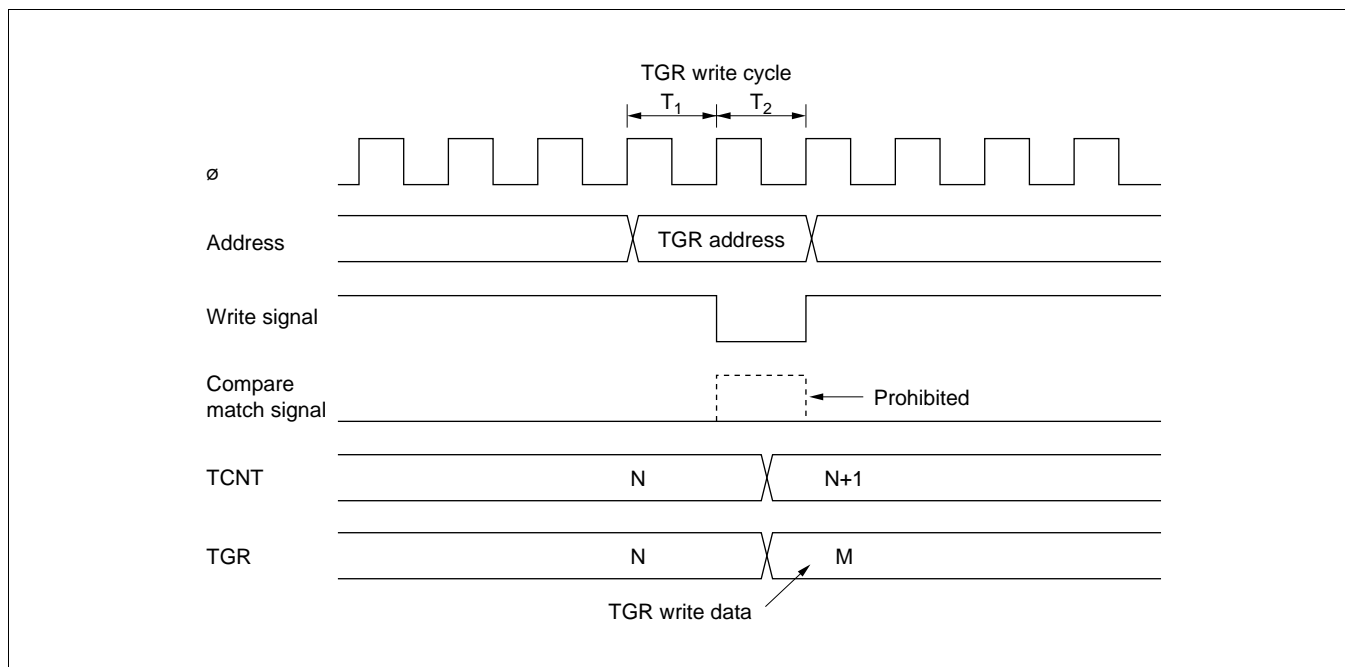 TGR write cycle
T1 T2
ø
Address TGR address
Write signal
Compare
match signal
Prohibited
TCNT N N+1
TGR N M
TGR write data